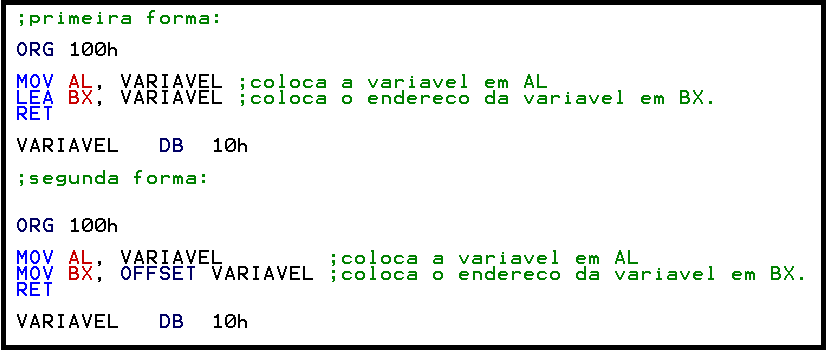 ;primeira forma:
ORG 100h
MOV AL, VARIAVEL ;coloca a variavel em AL
LEA BX, VARIAVEL ;coloca o endereco da variavel em BX.
RET
VARIAVEL DB 10h
;segunda forma:
ORG 100h
MOV AL, VARIAVEL ;coloca a variavel em AL
MOV BX, OFFSET VARIAVEL ;coloca o endereco da variavel em BX.
RET
VARIAVEL DB 10h